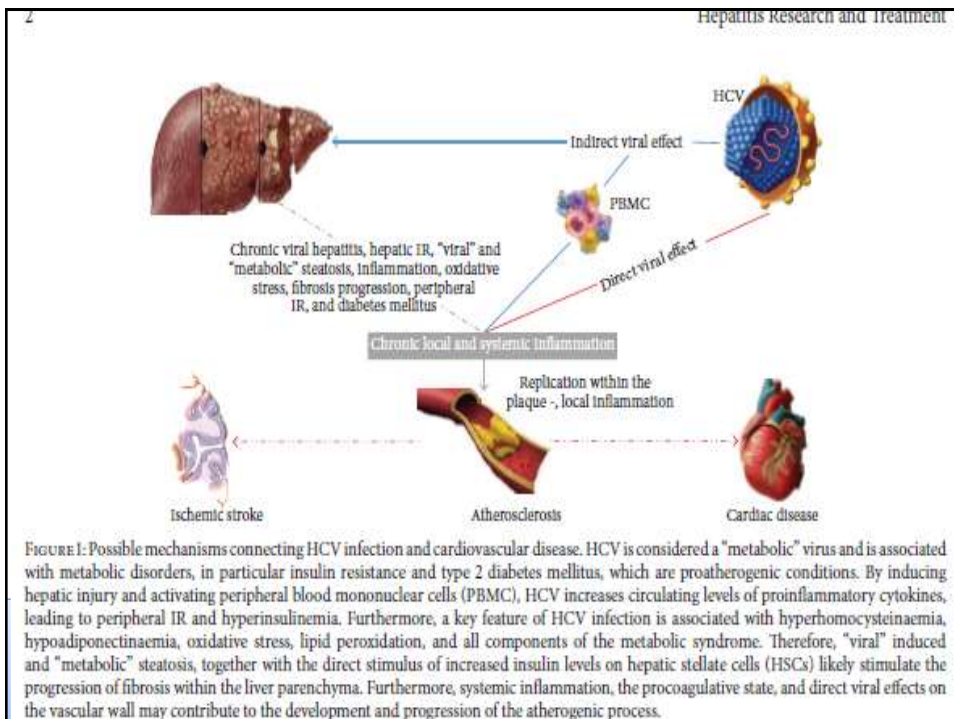 2
Hepatitis Research and Treatment
HCV
Indirect viral effect
PBMC
Direct viral effect
Chronic viral hepatitis, hepatic IR, "viral" and
"metabolic" steatosis, inflammation, oxidative
stress, fibrosis progression, peripheral
IR, and diabetes mellitus
Chronic local and systemic inflammation
Replication within the
plaque -, local inflammation
Ischemic stroke
Atherosclerosis
Cardiac disease
FIGURE 1: Possible mechanisms connecting HCV infection and cardiovascular disease. HCV is considered a "metabolic" virus and is associated
with metabolic disorders, in particular insulin resistance and type 2 diabetes mellitus, which are proatherogenic conditions. By inducing
hepatic injury and activating peripheral blood mononuclear cells (PBMC), HCV increases circulating levels of proinflammatory cytokines,
leading to peripheral IR and hyperinsulinemia. Furthermore, a key feature of HCV infection is associated with hyperhomocysteinaemia,
hypoadiponectinaemia, oxidative stress, lipid peroxidation, and all components of the metabolic syndrome. Therefore, "viral" induced
and "metabolic" steatosis, together with the direct stimulus of increased insulin levels on hepatic stellate cells (HSCs) likely stimulate the
progression of fibrosis within the liver parenchyma. Furthermore, systemic inflammation, the procoagulative state, and direct viral effects on
the vascular wall may contribute to the development and progression of the atherogenic process.